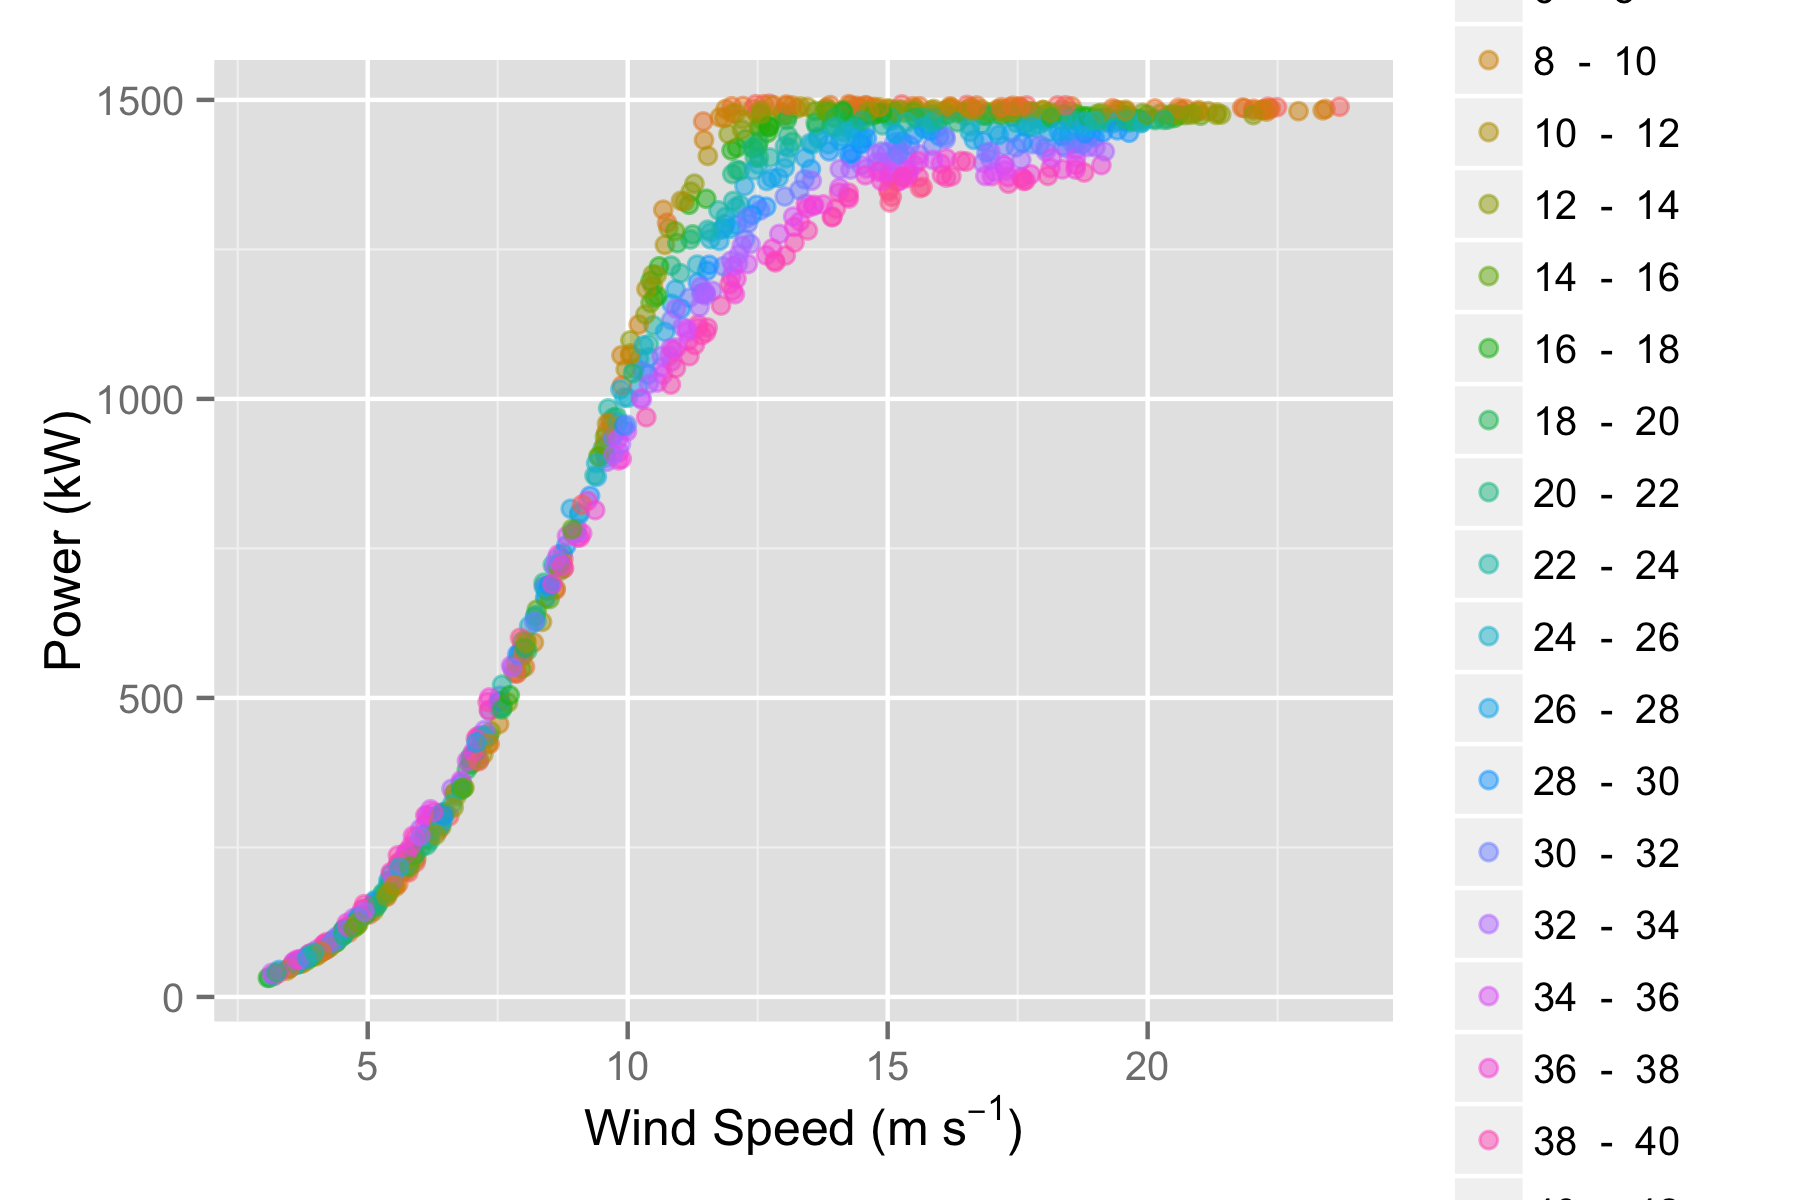 1500
1000
500
0
Power (kW)
5 10 15 20
Wind Speed (m s⁻¹)
8 - 10
10 - 12
12 - 14
14 - 16
16 - 18
18 - 20
20 - 22
22 - 24
24 - 26
26 - 28
28 - 30
30 - 32
32 - 34
34 - 36
36 - 38
38 - 40